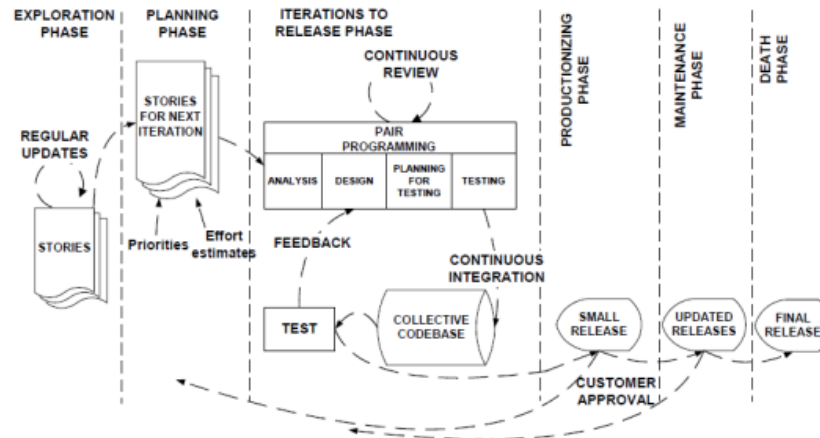 EXPLORATION
PHASE
PLANNING
PHASE
ITERATIONS TO
RELEASE PHASE
PRODUCTIONIZING
PHASE
MAINTENANCE
PHASE
DEATH
PHASE
CONTINUOUS
REVIEW
STORIES
FOR NEXT
ITERATION
REGULAR
UPDATES
PAIR
PROGRAMMING
ANALYSIS
DESIGN
PLANNING
FOR
TESTING
TESTING
STORIES
Priorities
Effort
estimates
FEEDBACK
CONTINUOUS
INTEGRATION
TEST
COLLECTIVE
CODEBASE
SMALL
RELEASE
UPDATED
RELEASES
FINAL
RELEASE
CUSTOMER
APPROVAL